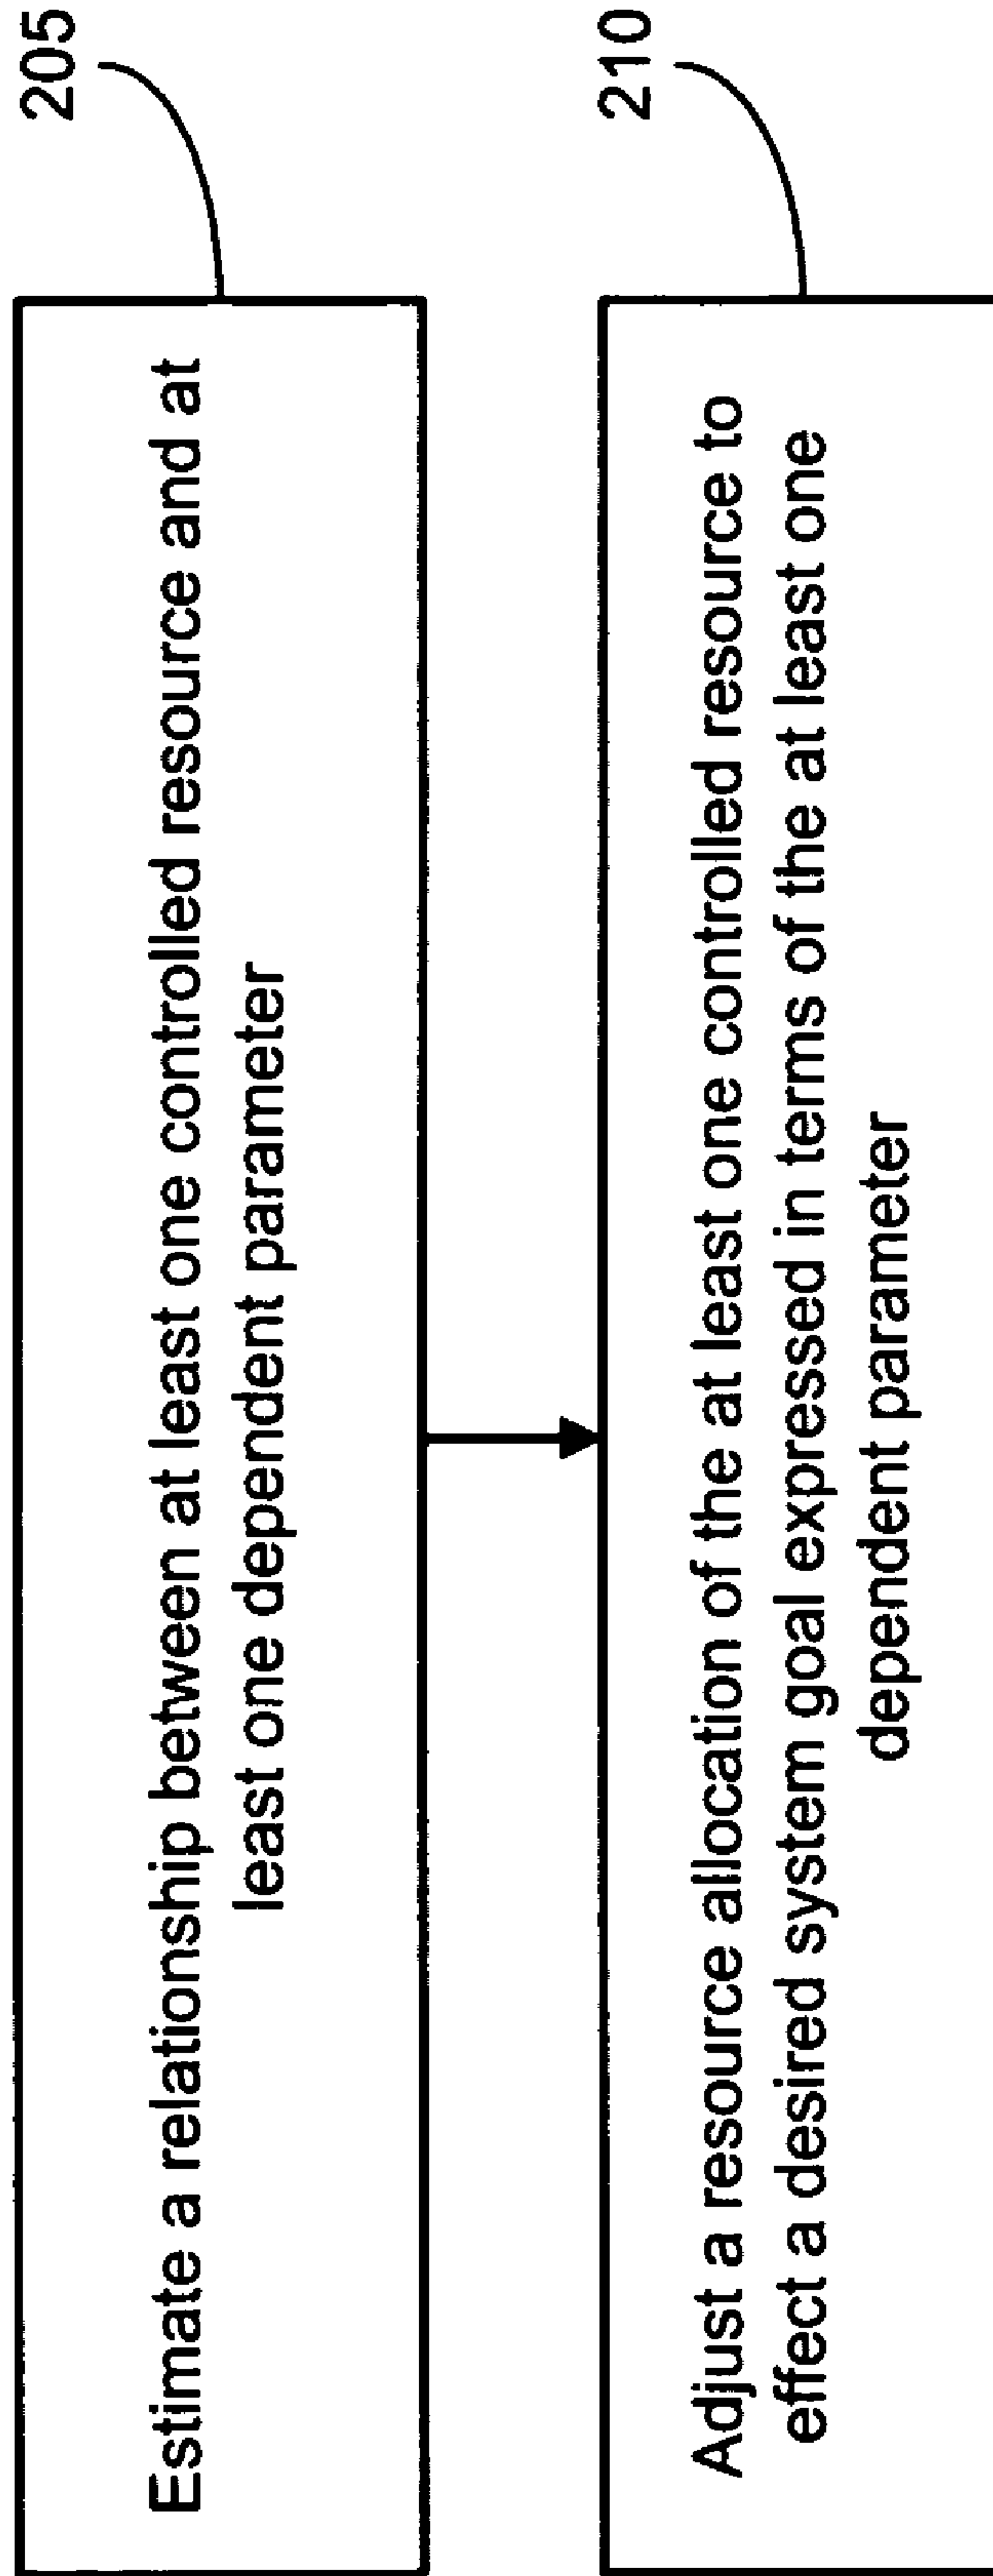 205
Estimate a relationship between at least one controlled resource and at
least one dependent parameter
210
Adjust a resource allocation of the at least one controlled resource to
effect a desired system goal expressed in terms of the at least one
dependent parameter